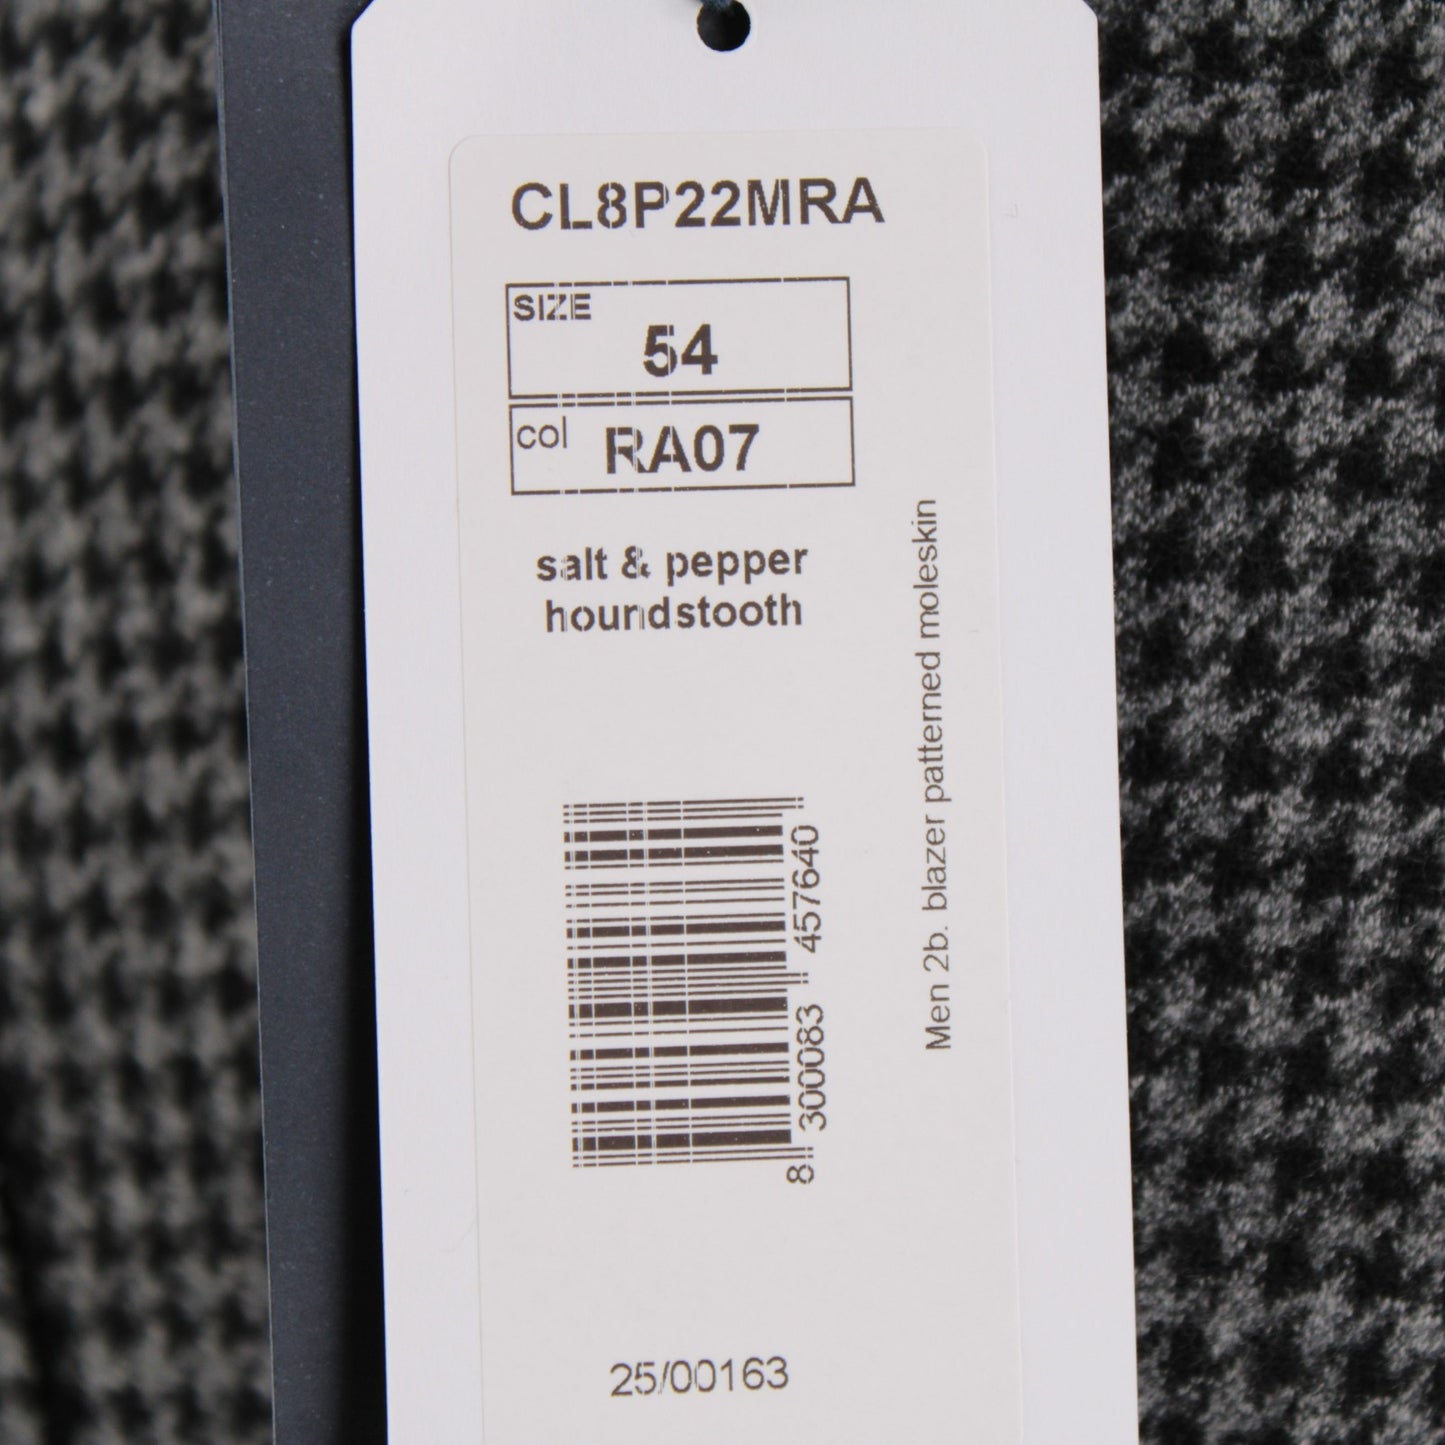 CL8P22MRA
SIZE
54
col RA07
salt & pepper
houndstooth
Men 2b. blazer patterned moleskin
8 300083 457640
25/00163